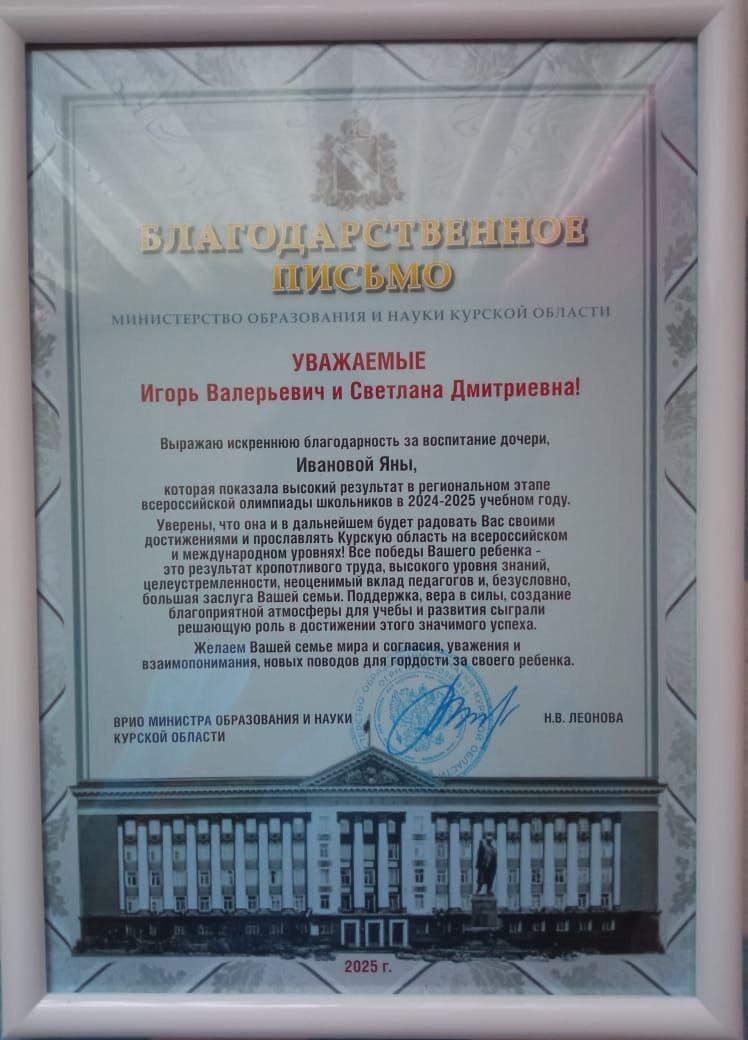 БЛАГОДАРСТВЕННОЕ
ПИСЬМО
МИНИСТЕРСТВО ОБРАЗОВАНИЯ И НАУКИ КУРСКОЙ ОБЛАСТИ
УВАЖАЕМЫЕ
Игорь Валерьевич и Светлана Дмитриевна!
Выражаю искреннюю благодарность за воспитание дочери,
Ивановой Яны,
которая показала высокий результат в региональном этапе
всероссийской олимпиады школьников в 2024-2025 учебном году.
Уверены, что она и в дальнейшем будет радовать Вас своими
достижениями и прославлять Курскую область на всероссийском
и международном уровнях! Все победы Вашего ребенка -
это результат кропотливого труда, высокого уровня знаний,
целеустремленности, неоценимый вклад педагогов и, безусловно,
большая заслуга Вашей семьи. Поддержка, вера в силы, создание
благоприятной атмосферы для учебы и развития сыграли
решающую роль в достижении этого значимого успеха.
Желаем Вашей семье мира и согласия, уважения и
взаимопонимания, новых поводов для гордости за своего ребенка.
ВРИО МИНИСТРА ОБРАЗОВАНИЯ И НАУКИ
КУРСКОЙ ОБЛАСТИ
Н.В. ЛЕОНОВА
2025 г.